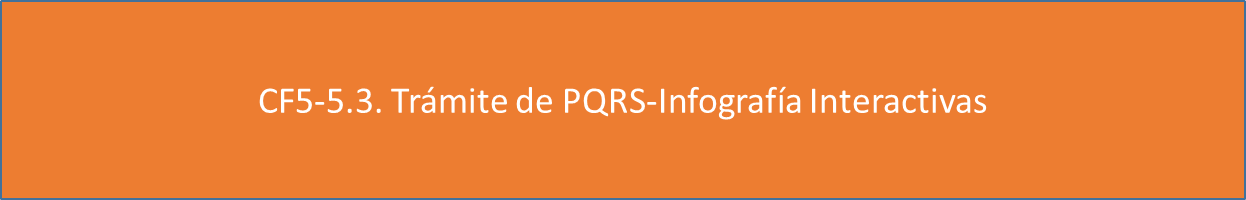 CF5-5.3. Trámite de PQRS-Infografía Interactivas